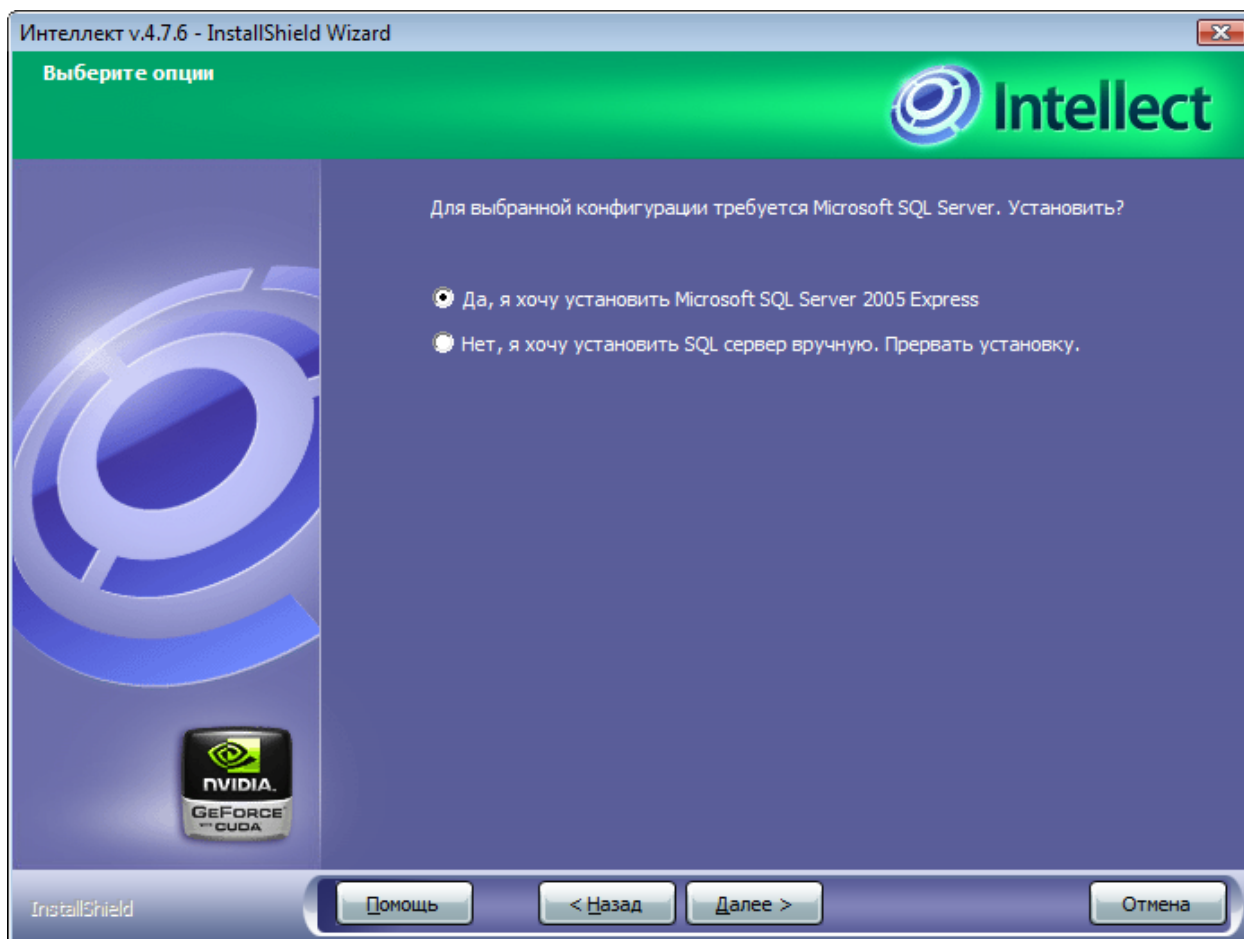 Интеллект v.4.7.6 - InstallShield Wizard
Выберите опции
Intellect
Для выбранной конфигурации требуется Microsoft SQL Server. Установить?
Да, я хочу установить Microsoft SQL Server 2005 Express
Нет, я хочу установить SQL сервер вручную. Прервать установку.
NVIDIA.
GEFORCE
WITH CUDA
InstallShield
Помощь
< Назад
Далее >
Отмена